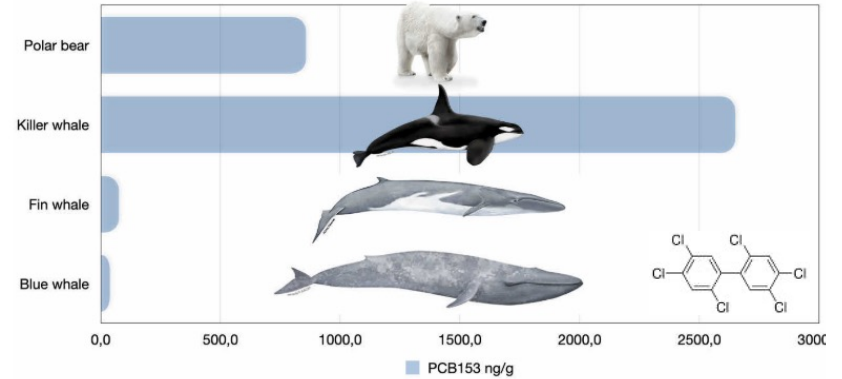 Polar bear
Killer whale
Fin whale
Blue whale
Cl
Cl
Cl
Cl
Cl
Cl
0,0
500,0
1000,0
1500,0
2000,0
2500,0
3000
PCB153 ng/g